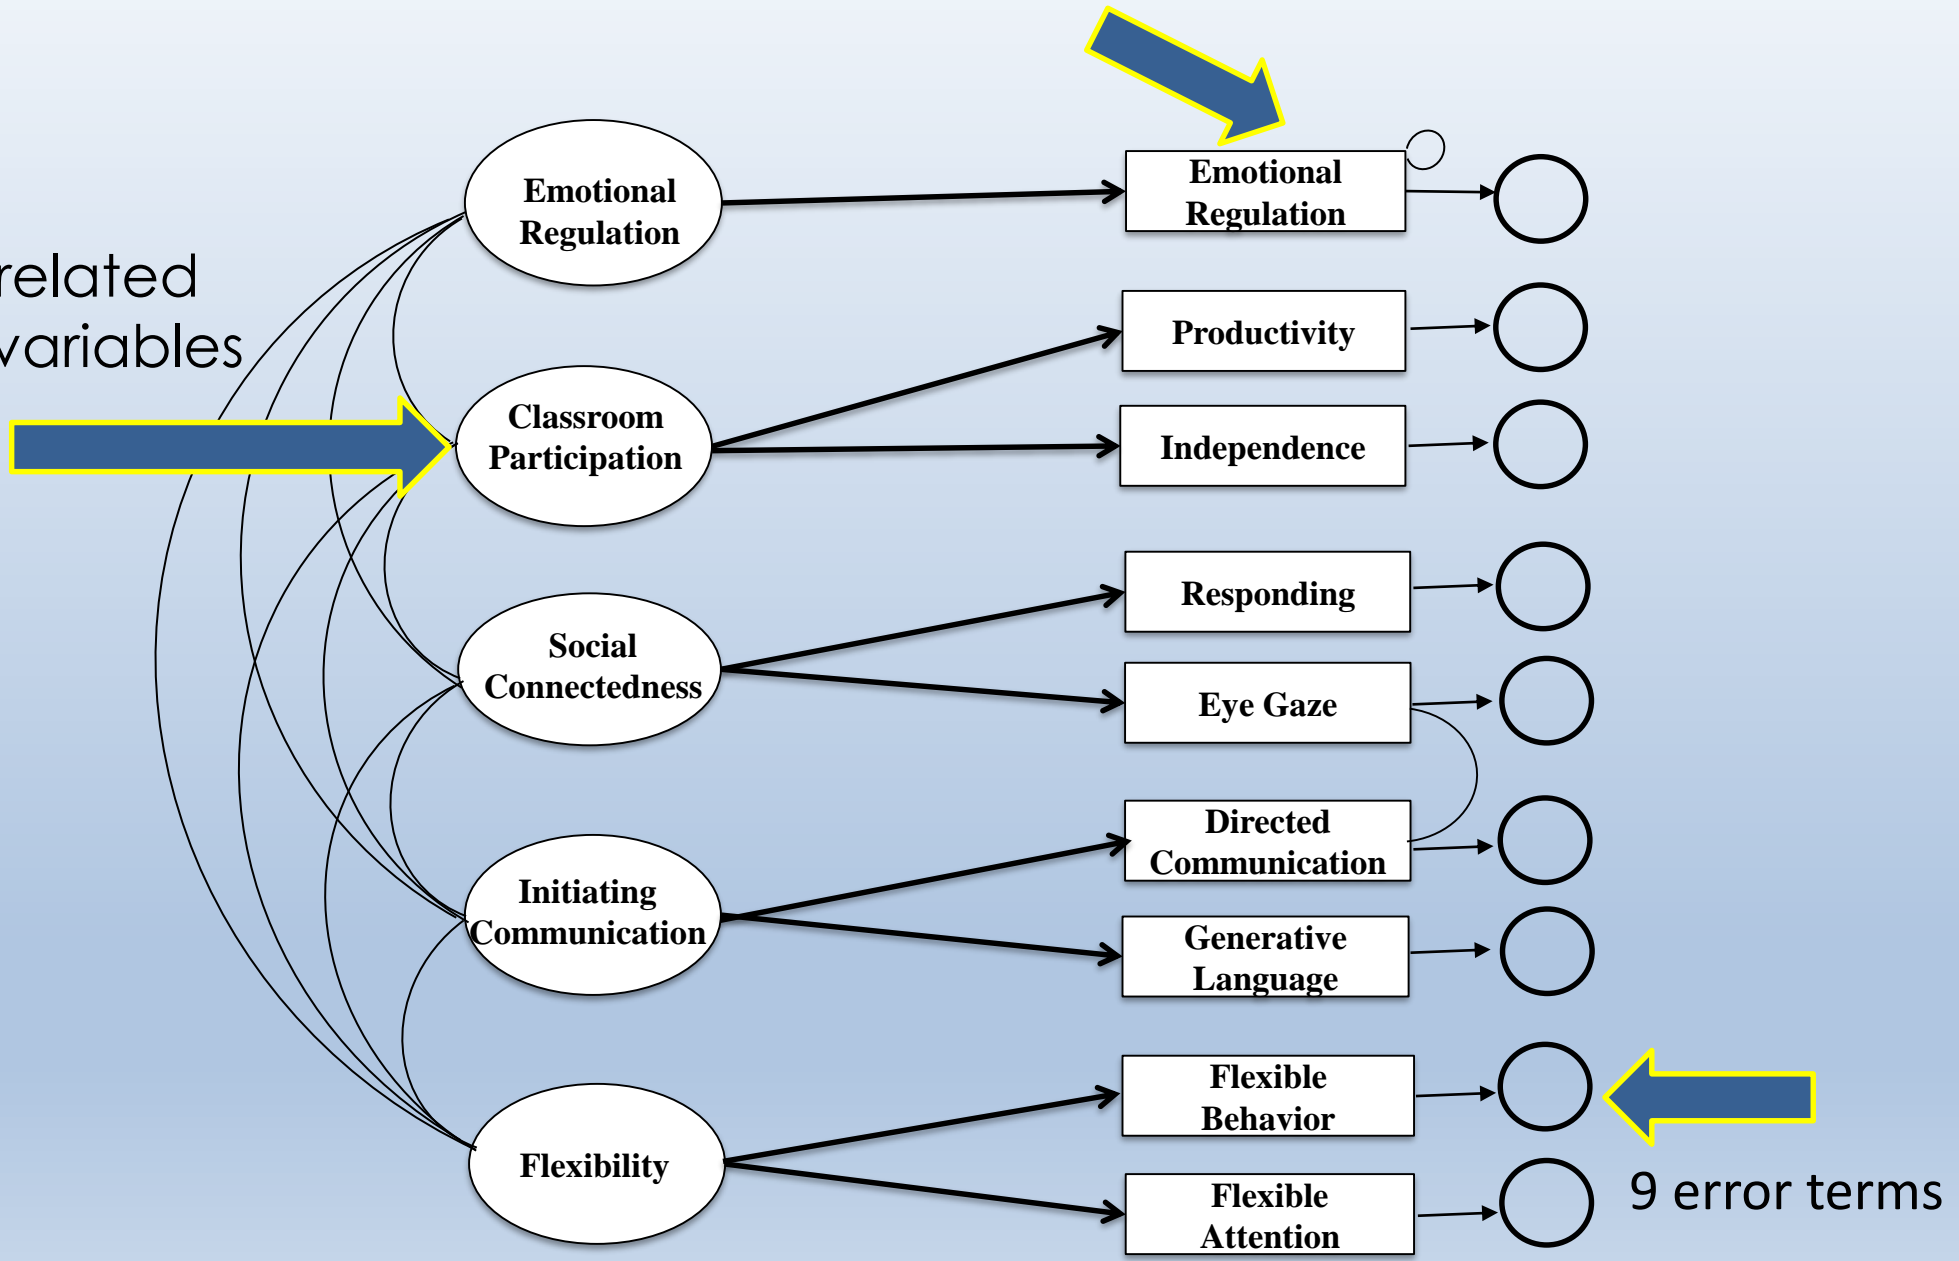 related
variables
Emotional
Regulation
Classroom
Participation
Social
Connectedness
Initiating
Communication
Flexibility
Emotional
Regulation
Productivity
Independence
Responding
Eye Gaze
Directed
Communication
Generative
Language
Flexible
Behavior
Flexible
Attention
9 error terms